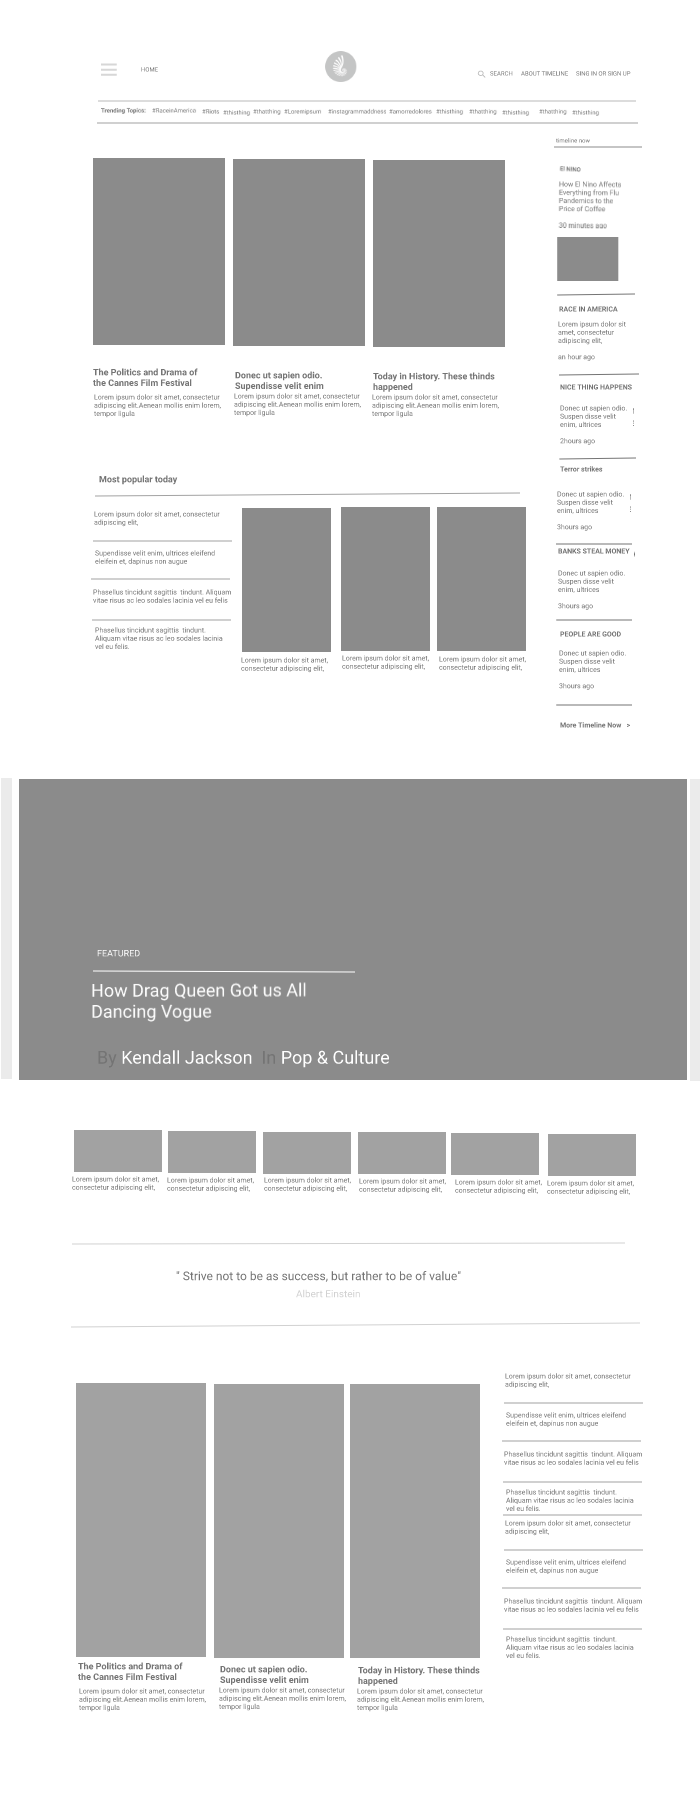 HOME
SEARCH ABOUT TIMELINE SING IN OR SIGN UP
Trending Topics: #RaceinAmerica #Rieits #thisthing #thatthing #Loremipsum #instagrammaddness #amorredolores #thisthing #thatthing #thisthing #thatthing #thisthing
timeline now
El NINO
How El Nino Affects
Everything from Flu
Pandemics to the
Price of Coffee
30 minutes ago
RACE IN AMERICA
Lorem ipsum dolor sit
amet, consectetur
adipiscing elit,
an hour ago
NICE THING HAPPENS
Donec ut sapien odio.
Suspen disse velit
enim, ultrices
2hours ago
Terror strikes
Donec ut sapien odio.
Suspen disse velit
enim, ultrices
3hours ago
BANKS STEAL MONEY
Donec ut sapien odio.
Suspen disse velit
enim, ultrices
3hours ago
PEOPLE ARE GOOD
Donec ut sapien odio.
Suspen disse velit
enim, ultrices
3hours ago
More Timeline Now >
The Politics and Drama of
the Cannes Film Festival
Lorem ipsum dolor sit amet, consectetur
adipiscing elit.Aenean mollis enim lorem,
tempor ligula
Donec ut sapien odio.
Supendisse velit enim
Lorem ipsum dolor sit amet, consectetur
adipiscing elit.Aenean mollis enim lorem,
tempor ligula
Today in History. These thinds
happened
Lorem ipsum dolor sit amet, consectetur
adipiscing elit.Aenean mollis enim lorem,
tempor ligula
Most popular today
Lorem ipsum dolor sit amet, consectetur
adipiscing elit,
Supendisse velit enim, ultrices eleifend
eleifein et, dapinus non augue
Phasellus tincidunt sagittis tindunt. Aliquam
vitae risus ac leo sodales lacinia vel eu felis
Phasellus tincidunt sagittis tindunt.
Aliquam vitae risus ac leo sodales lacinia
vel eu felis.
Lorem ipsum dolor sit amet,
consectetur adipiscing elit,
Lorem ipsum dolor sit amet,
consectetur adipiscing elit,
Lorem ipsum dolor sit amet,
consectetur adipiscing elit,
FEATURED
How Drag Queen Got us All
Dancing Vogue
By Kendall Jackson In Pop & Culture
Lorem ipsum dolor sit amet,
consectetur adipiscing elit,
Lorem ipsum dolor sit amet,
consectetur adipiscing elit,
Lorem ipsum dolor sit amet,
consectetur adipiscing elit,
Lorem ipsum dolor sit amet,
consectetur adipiscing elit,
Lorem ipsum dolor sit amet,
consectetur adipiscing elit,
Lorem ipsum dolor sit amet,
consectetur adipiscing elit,
" Strive not to be as success, but rather to be of value"
Albert Einstein
The Politics and Drama of
the Cannes Film Festival
Lorem ipsum dolor sit amet, consectetur
adipiscing elit.Aenean mollis enim lorem,
tempor ligula
Donec ut sapien odio.
Supendisse velit enim
Lorem ipsum dolor sit amet, consectetur
adipiscing elit.Aenean mollis enim lorem,
tempor ligula
Today in History. These thinds
happened
Lorem ipsum dolor sit amet, consectetur
adipiscing elit.Aenean mollis enim lorem,
tempor ligula
Lorem ipsum dolor sit amet, consectetur
adipiscing elit,
Supendisse velit enim, ultrices eleifend
eleifein et, dapinus non augue
Phasellus tincidunt sagittis tindunt. Aliquam
vitae risus ac leo sodales lacinia vel eu felis
Phasellus tincidunt sagittis tindunt.
Aliquam vitae risus ac leo sodales lacinia
vel eu felis.
Lorem ipsum dolor sit amet, consectetur
adipiscing elit,
Supendisse velit enim, ultrices eleifend
eleifein et, dapinus non augue
Phasellus tincidunt sagittis tindunt. Aliquam
vitae risus ac leo sodales lacinia vel eu felis
Phasellus tincidunt sagittis tindunt.
Aliquam vitae risus ac leo sodales lacinia
vel eu felis.